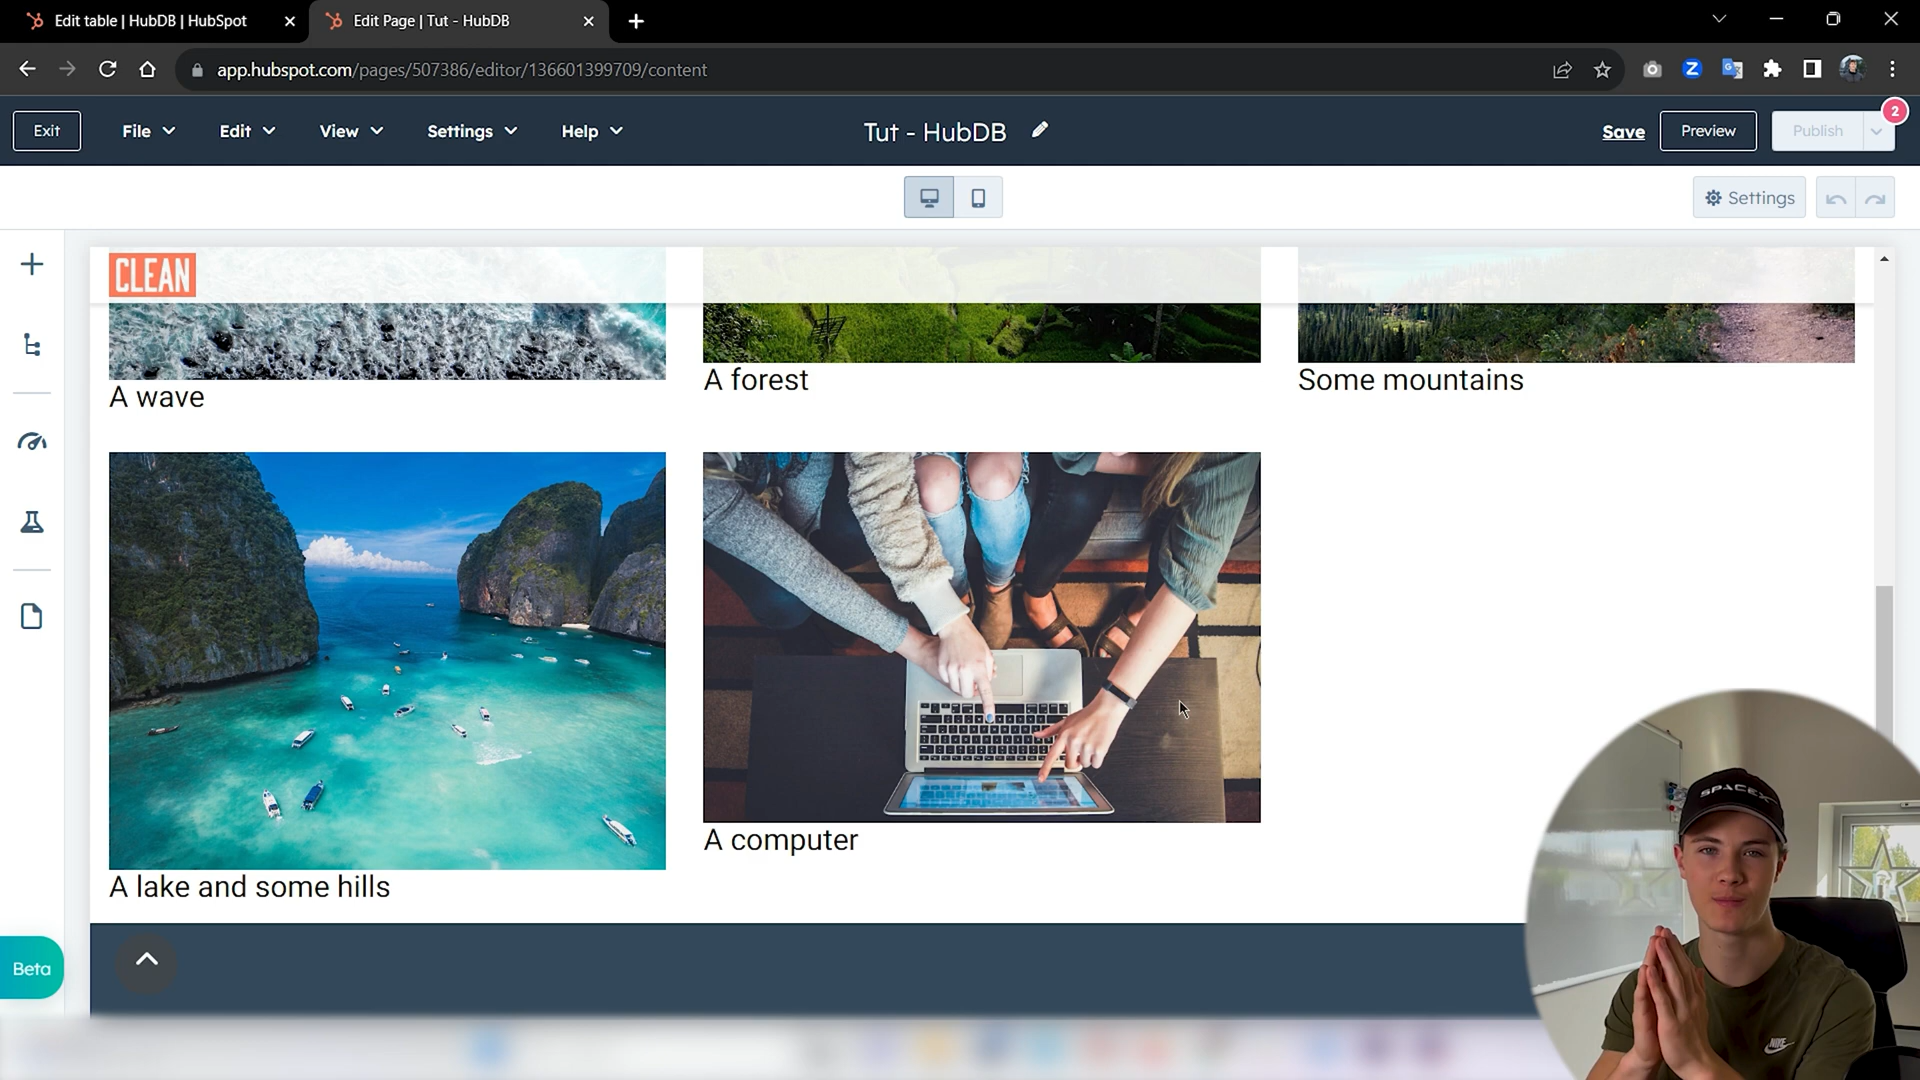 Edit table | HubDB | HubSpot
Edit Page | Tut - HubDB
app.hubspot.com/pages/507386/editor/136601399709/content
2
Exit
File
Edit
View
Settings
Help
Tut - HubDB
Save
Preview
Publish
Settings
CLEAN
A wave
A forest
Some mountains
A lake and some hills
A computer
Beta
SPACEX
NIKE